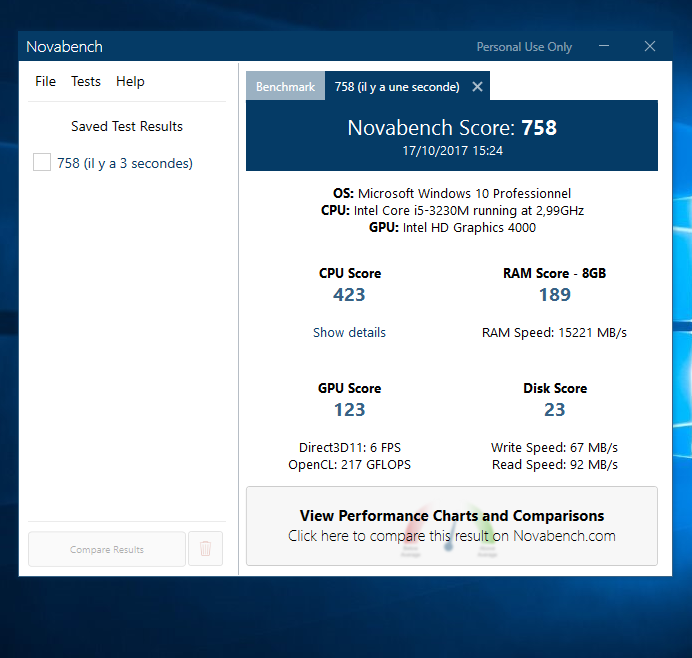 Novabench
Personal Use Only
File Tests Help
Saved Test Results
758 (il y a 3 secondes)
Compare Results
Benchmark
758 (il y a une seconde)
Novabench Score: 758
17/10/2017 15:24
OS: Microsoft Windows 10 Professionnel
CPU: Intel Core i5-3230M running at 2,99GHz
GPU: Intel HD Graphics 4000
CPU Score
423
Show details
RAM Score - 8GB
189
RAM Speed: 15221 MB/s
GPU Score
123
Direct3D11: 6 FPS
OpenCL: 217 GFLOPS
Disk Score
23
Write Speed: 67 MB/s
Read Speed: 92 MB/s
View Performance Charts and Comparisons
Click here to compare this result on Novabench.com